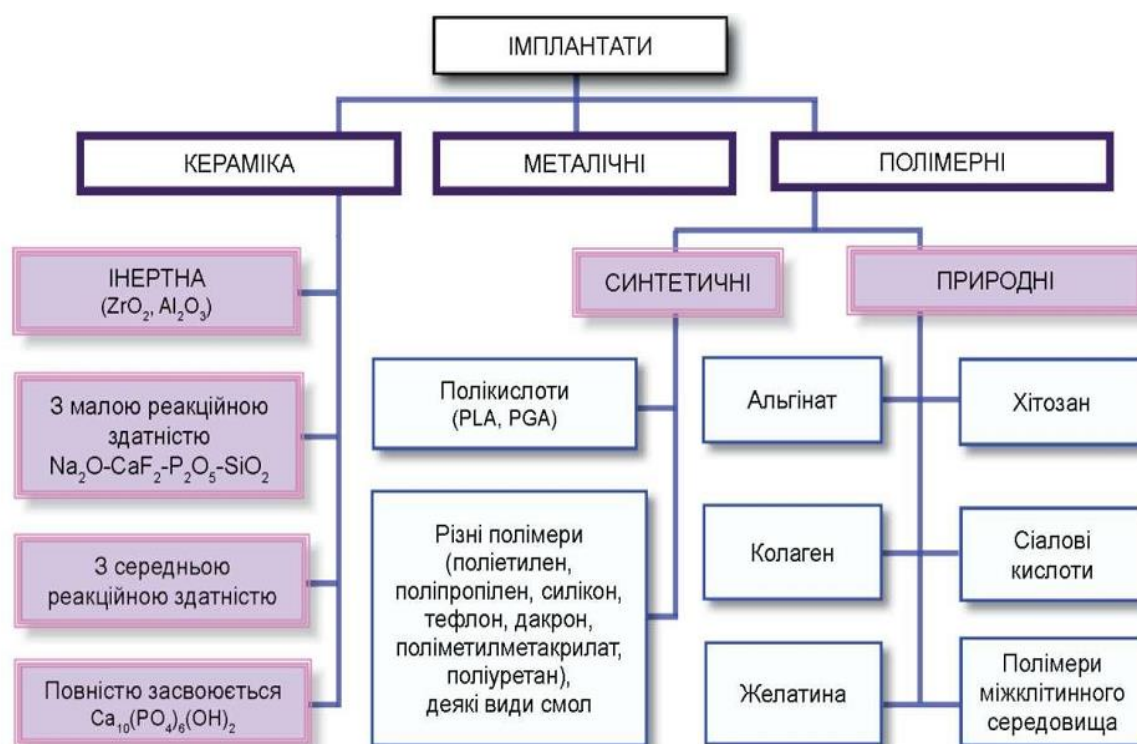 ІМПЛАНТАТИ
КЕРАМІКА
МЕТАЛІЧНІ
ПОЛІМЕРНІ
ІНЕРТНА
(ZrO₂, Al₂O₃)
З малою реакційною
здатністю
Na₂O-CaF₂-P₂O₅-SiO₂
З середньою
реакційною здатністю
Повністю засвоюється
Ca₁₀(PO₄)₆(OH)₂
СИНТЕТИЧНІ
Полікислоти
(PLA, PGA)
Різні полімери
(поліетилен,
поліпропілен, силікон,
тефлон, дакрон,
поліметилметакрилат,
поліуретан),
деякі види смол
ПРИРОДНІ
Альгінат
Хітозан
Колаген
Сіалові
кислоти
Желатина
Полімери
міжклітинного
середовища